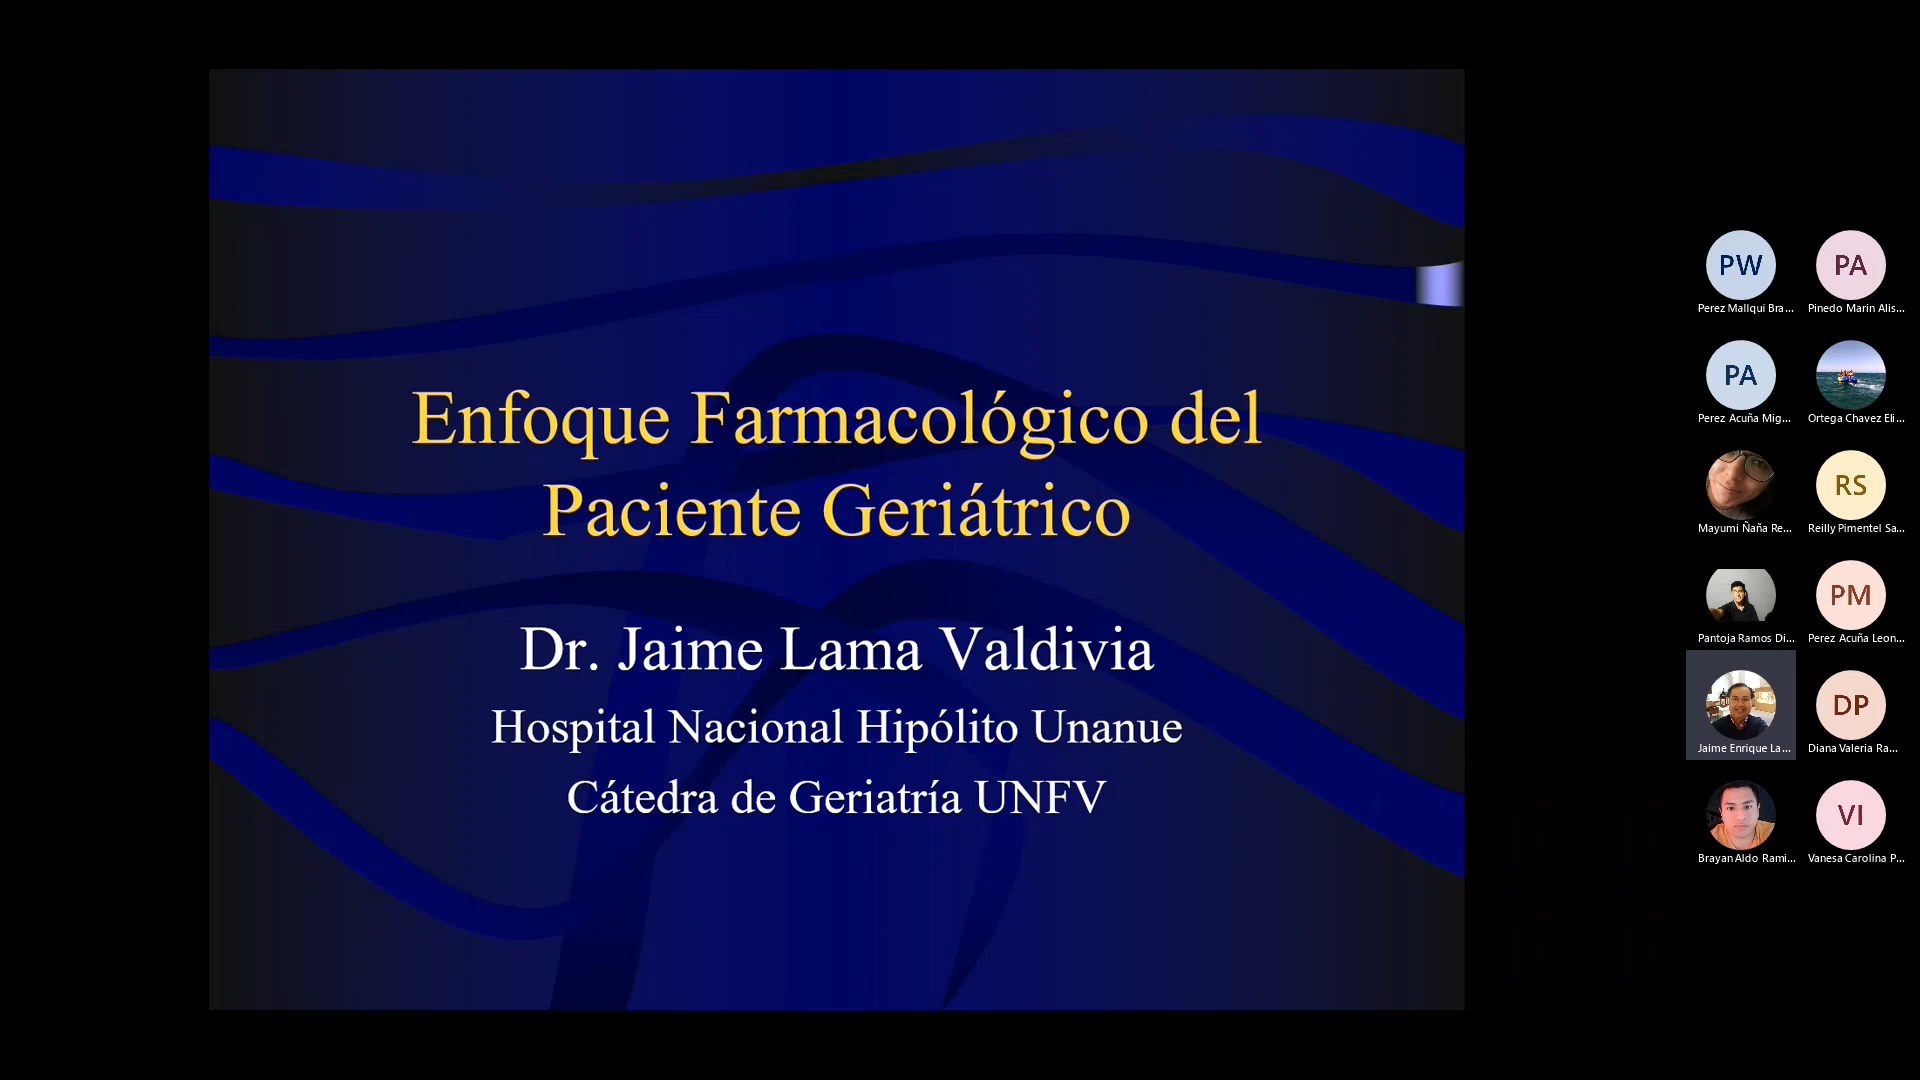 Enfoque Farmacológico del
Paciente Geriátrico
Dr. Jaime Lama Valdivia
Hospital Nacional Hipólito Unanue
Cátedra de Geriatría UNFV
PW
PA
Perez Mallqui Bra...
Pinedo Marin Alis...
PA
Perez Acuña Mig...
Ortega Chavez Eli...
RS
Mayumi Ñaña Re...
Reilly Pimentel Sa...
PM
Pantoja Ramos Di...
Perez Acuña Leon...
DP
Jaime Enrique La...
Diana Valeria Ra...
VI
Brayan Aldo Rami...
Vanesa Carolina P...